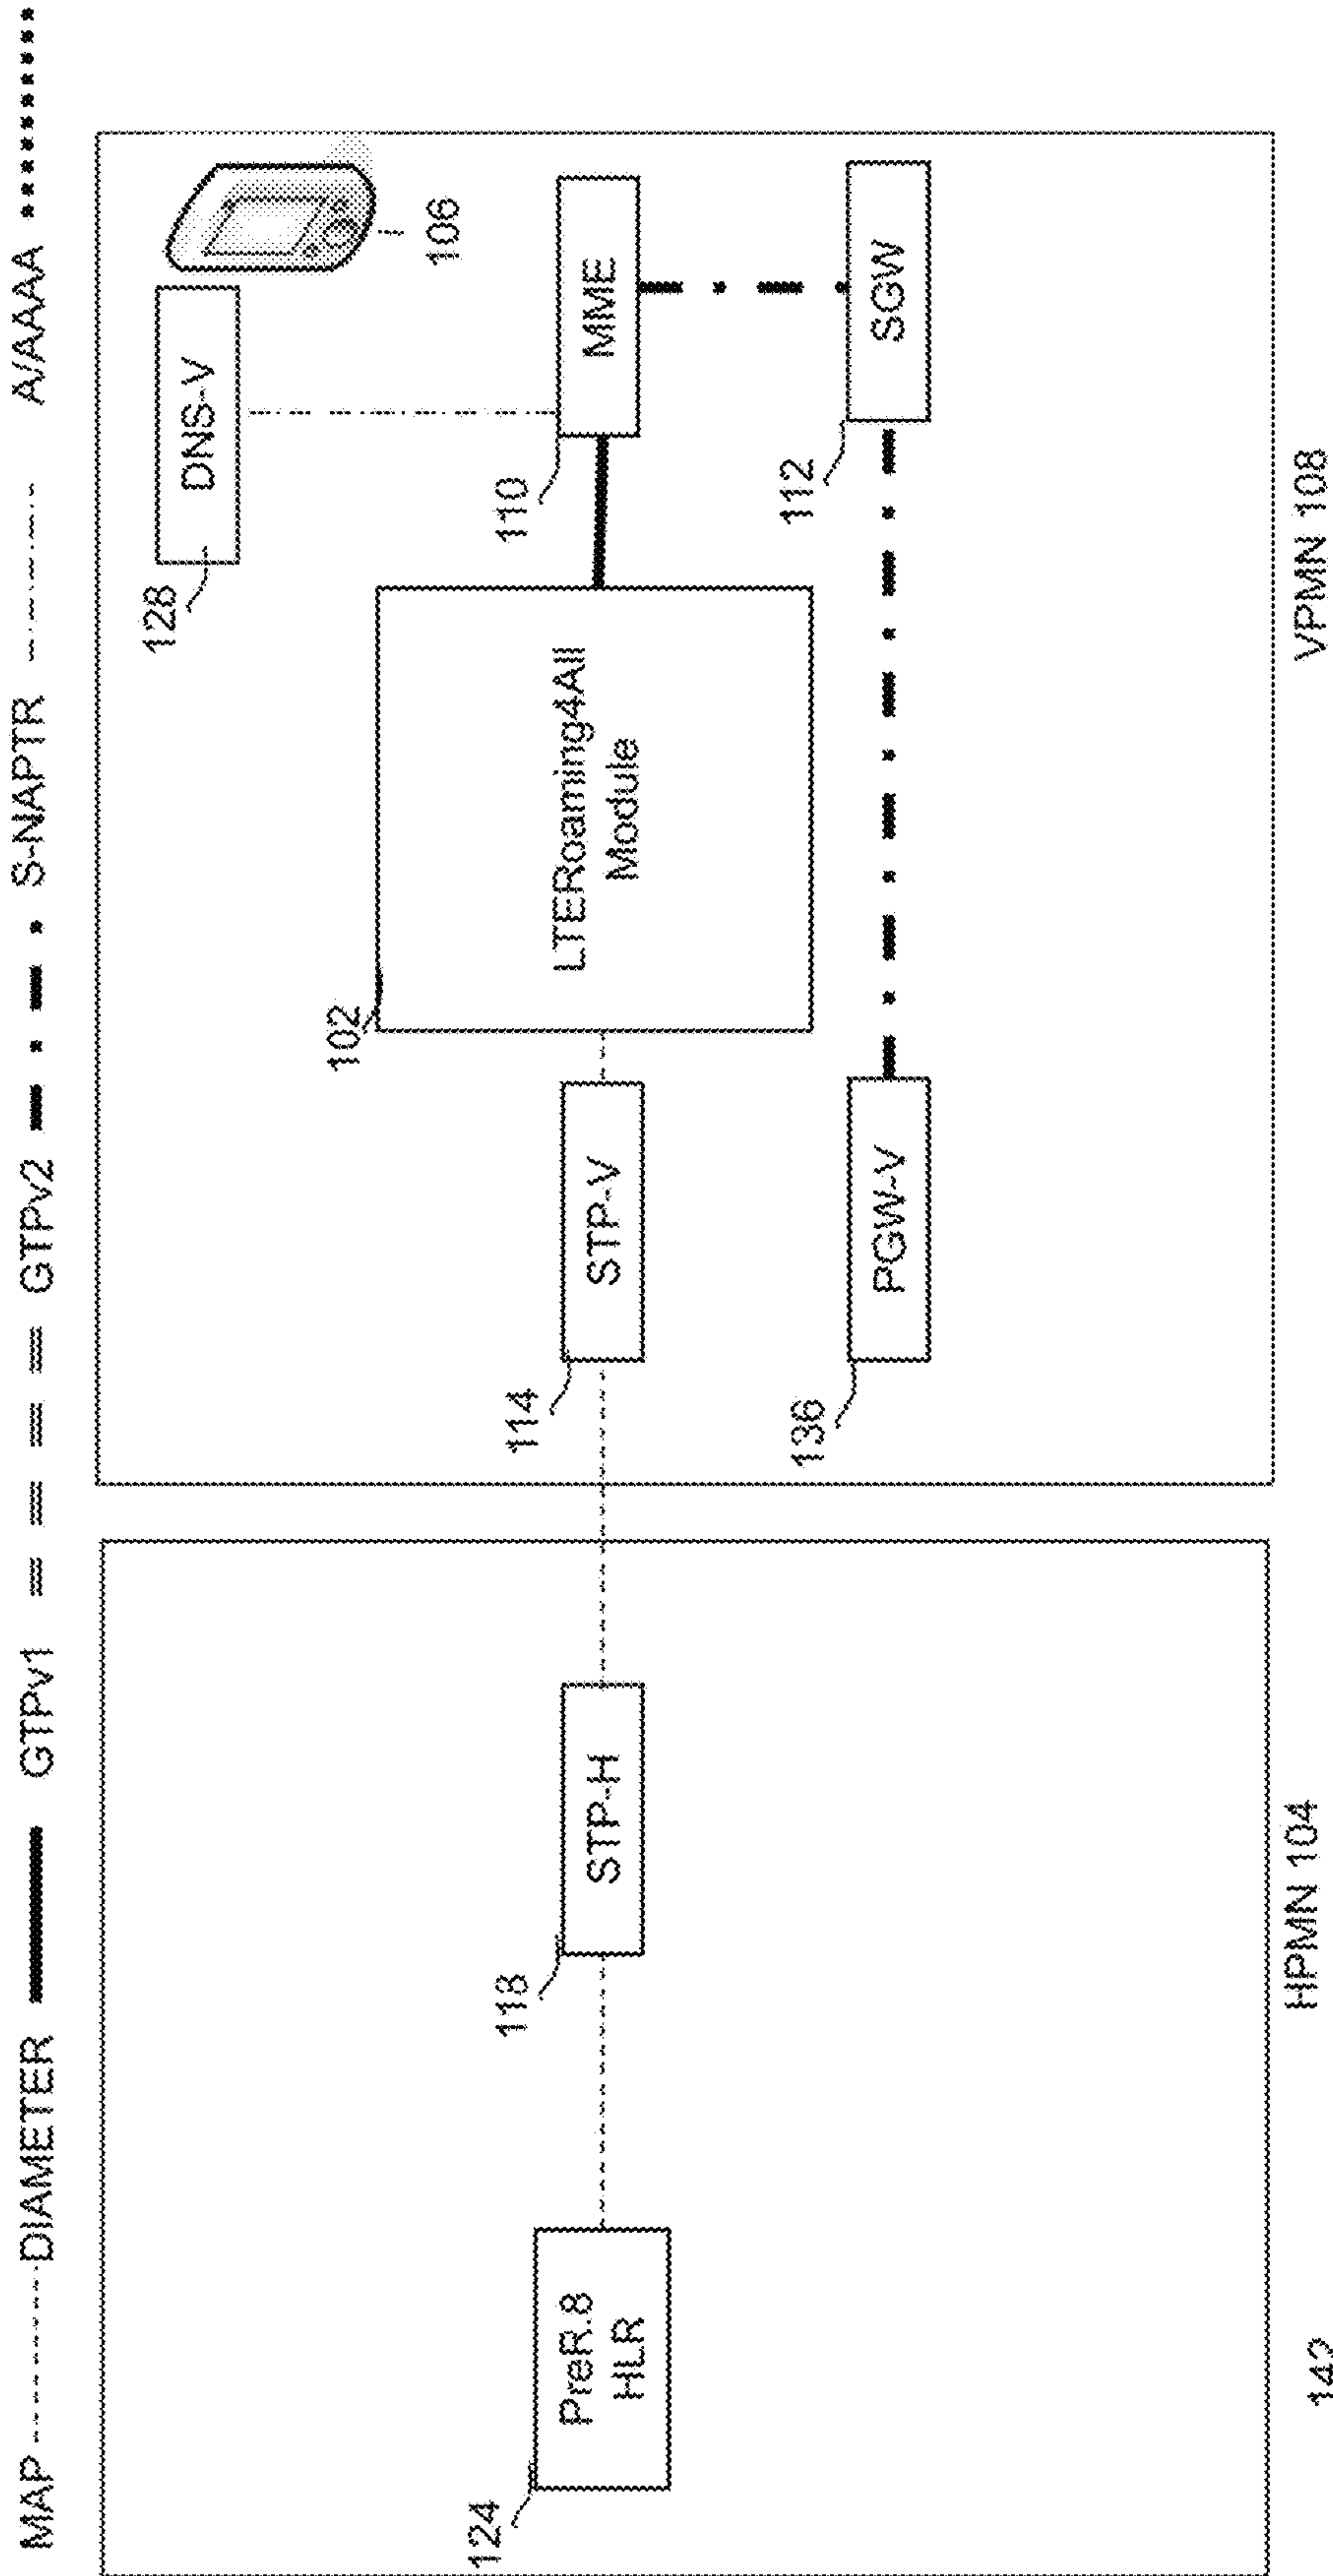 MAP DIAMETER GTPv1 GTPv2 S-NAPTR A/AAAA
124
PreR.8
HLR
118
STP-H
114
STP-V
102
LTERoaming4All
Module
128
DNS-V
106
110
MME
112
SGW
136
PGW-V
HPMN 104
VPMN 108
142